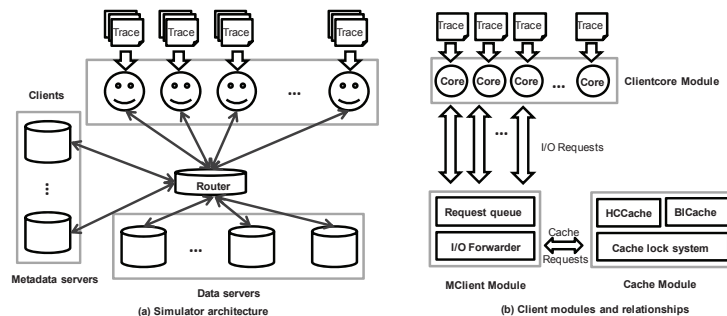 Trace Trace Trace Trace
Clients
...
Router
...
...
Metadata servers
Data servers
(a) Simulator architecture
Trace Trace Trace Trace
Core Core Core ... Core
Clientcore Module
...
I/O Requests
Request queue
I/O Forwarder
MClient Module
Cache
Requests
HCCache BICache
Cache lock system
Cache Module
(b) Client modules and relationships